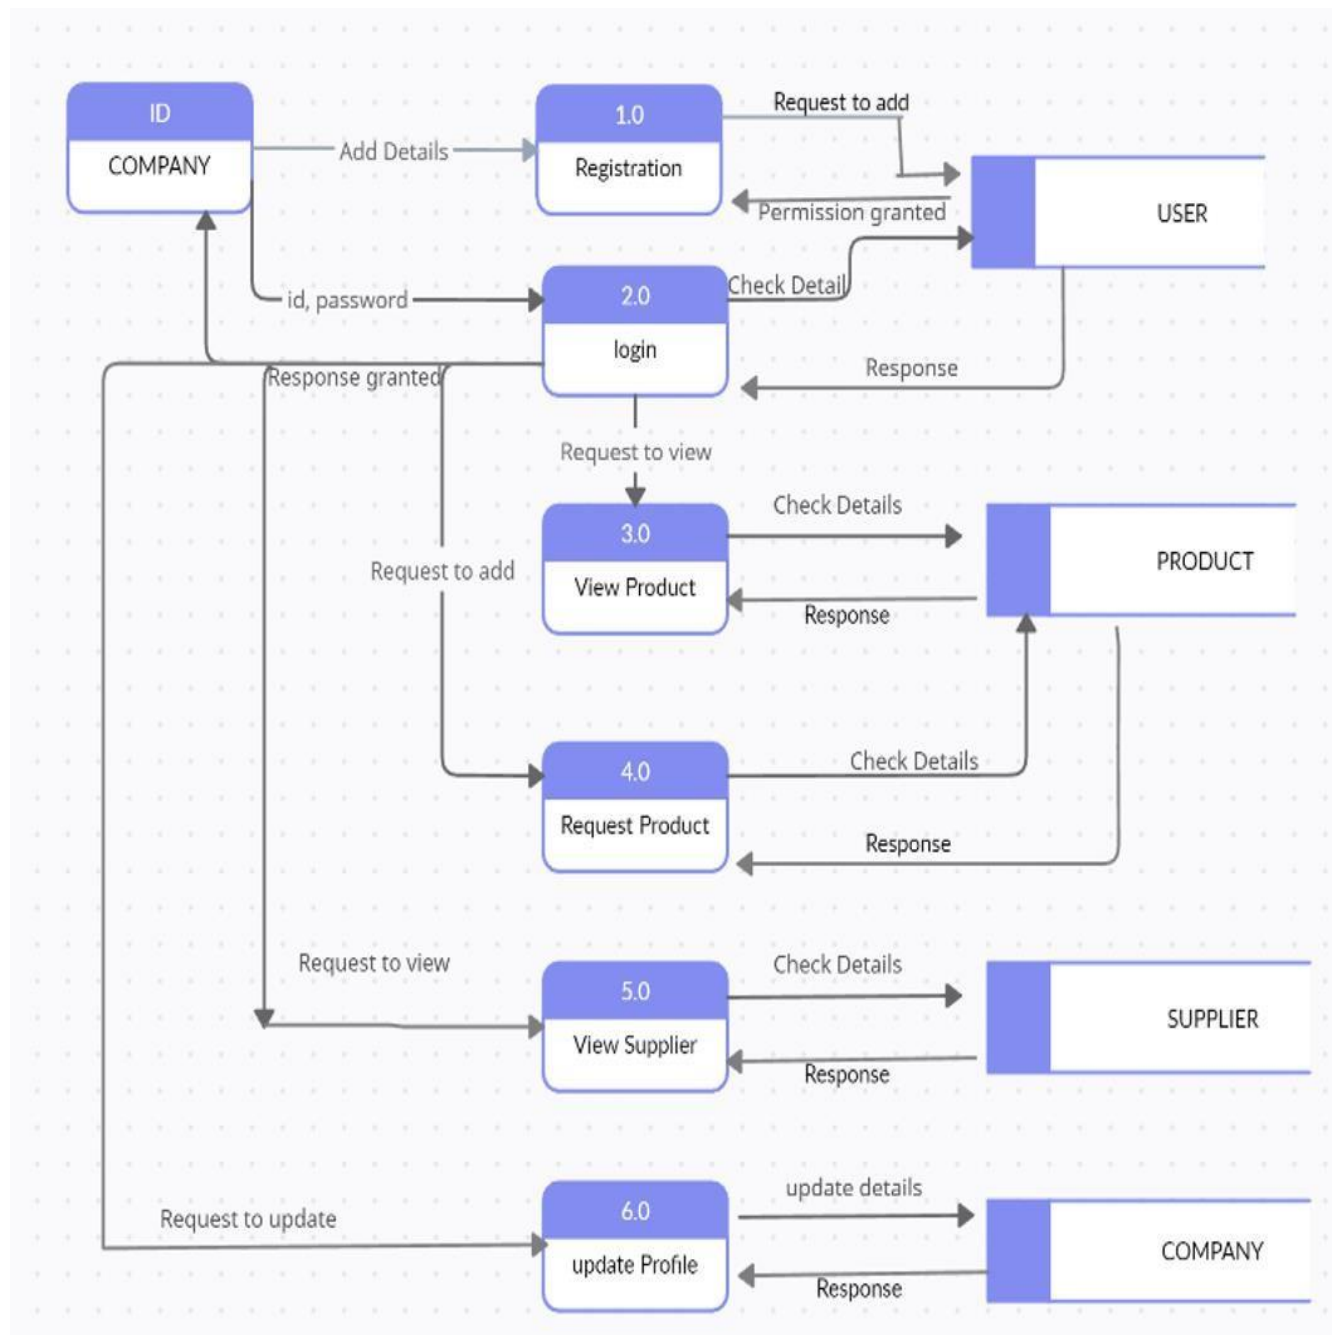 ID
COMPANY
Add Details
1.0
Registration
Request to add
Permission granted
USER
id, password
2.0
login
Check Detail
Response
Response granted
Request to view
3.0
View Product
Check Details
Response
PRODUCT
Request to add
4.0
Request Product
Check Details
Response
Request to view
5.0
View Supplier
Check Details
Response
SUPPLIER
Request to update
6.0
update Profile
update details
Response
COMPANY